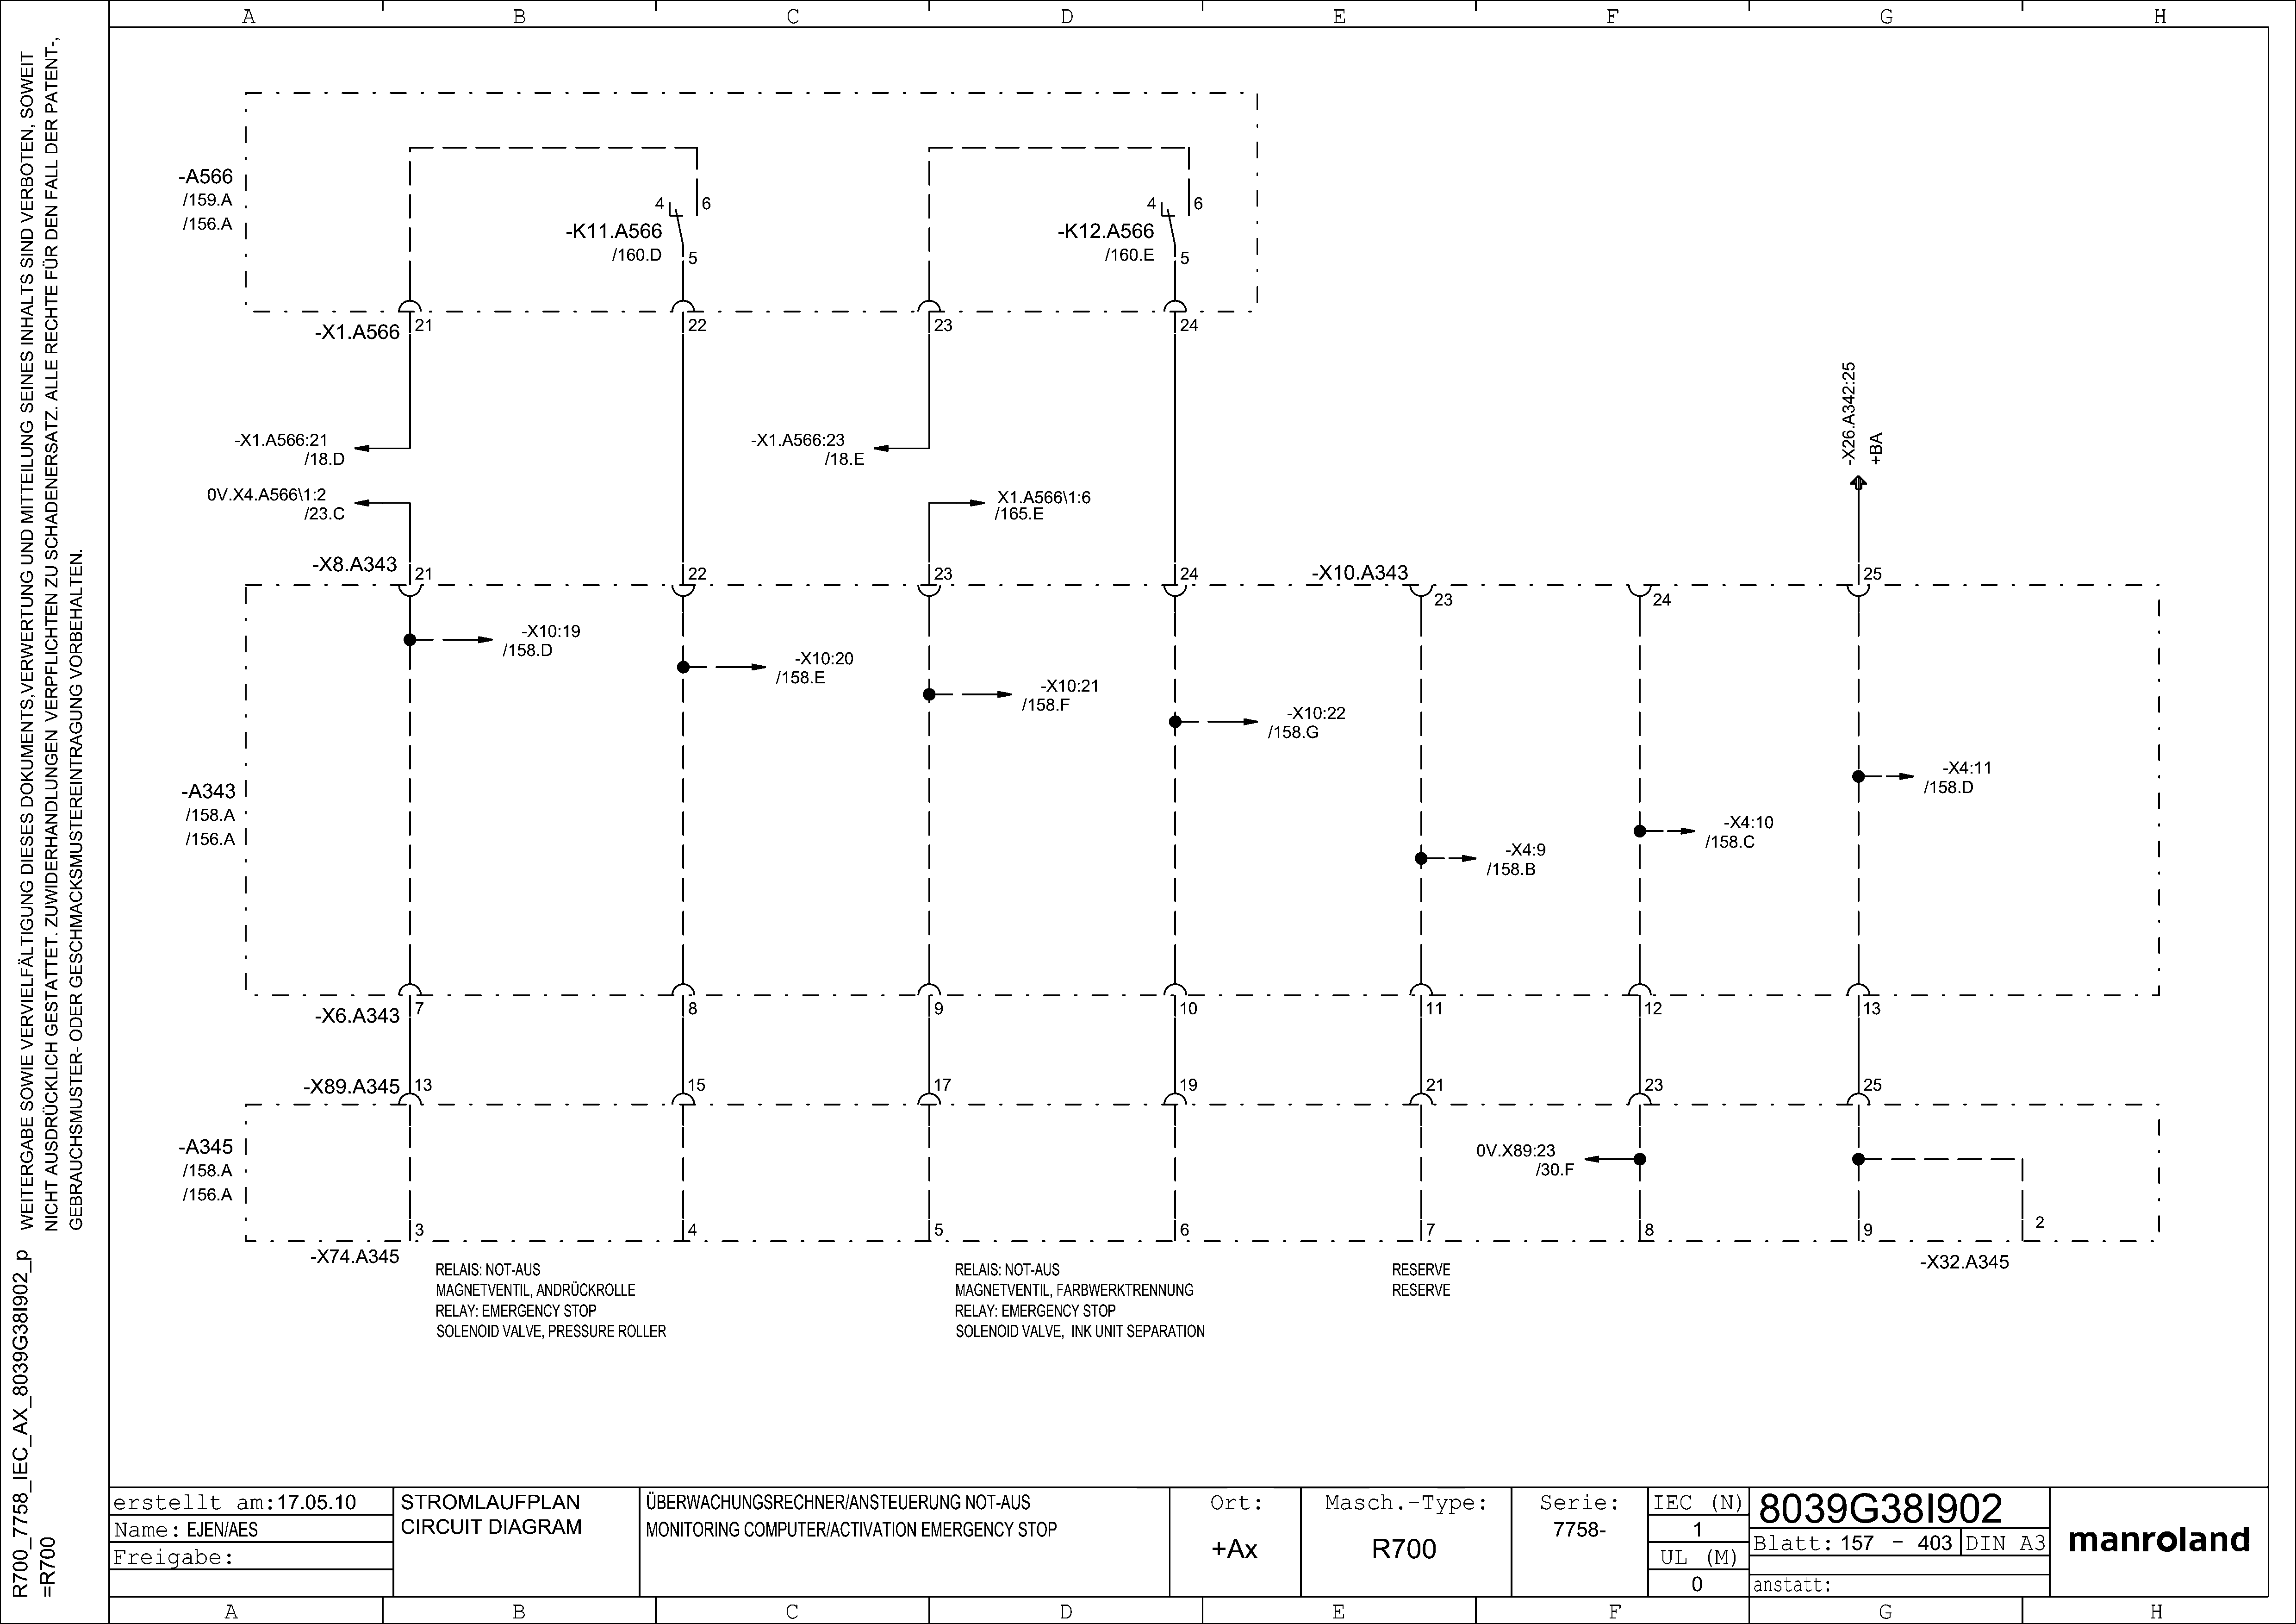 A B C D E F G H
WEITERGABE SOWIE VERVIELFÄLTIGUNG DIESES DOKUMENTS,VERWERTUNG UND MITTEILUNG SEINES INHALTS SIND VERBOTEN, SOWEIT
NICHT AUSDRÜCKLICH GESTATTET. ZUWIDERHANDLUNGEN VERPFLICHTEN ZU SCHADENERSATZ. ALLE RECHTE FÜR DEN FALL DER PATENT-,
GEBRAUCHSMUSTER- ODER GESCHMACKSMUSTEREINTRAGUNG VORBEHALTEN.
R700_7758_IEC_AX_8039G38I902_p
=R700
-A566
/159.A
/156.A
4 6
-K11.A566
/160.D 5
4 6
-K12.A566
/160.E 5
-X1.A566 21 22 23 24
-X1.A566:21
/18.D
-X1.A566:23
/18.E
-X26.A342:25
+BA
0V.X4.A566\1:2
/23.C
X1.A566\1:6
/165.E
-X8.A343 21 22 23 24
-X10.A343 23 24 25
-X10:19
/158.D
-X10:20
/158.E
-X10:21
/158.F
-X10:22
/158.G
-X4:11
/158.D
-X4:10
/158.C
-X4:9
/158.B
-A343
/158.A
/156.A
-X6.A343 7 8 9 10 11 12 13
-X89.A345 13 15 17 19 21 23 25
-A345
/158.A
/156.A
0V.X89:23
/30.F
3 4 5 6 7 8 9 2
-X74.A345
-X32.A345
RELAIS: NOT-AUS
MAGNETVENTIL, ANDRÜCKROLLE
RELAY: EMERGENCY STOP
SOLENOID VALVE, PRESSURE ROLLER
RELAIS: NOT-AUS
MAGNETVENTIL, FARBWERKTRENNUNG
RELAY: EMERGENCY STOP
SOLENOID VALVE, INK UNIT SEPARATION
RESERVE
RESERVE
erstellt am:17.05.10
Name: EJEN/AES
Freigabe:
STROMLAUFPLAN
CIRCUIT DIAGRAM
ÜBERWACHUNGSRECHNER/ANSTEUERUNG NOT-AUS
MONITORING COMPUTER/ACTIVATION EMERGENCY STOP
Ort:
+Ax
Masch.-Type:
R700
Serie:
7758-
IEC (N)
1
UL (M)
0
8039G38I902
Blatt: 157 - 403 DIN A3
anstatt:
manroland
A B C D E F G H